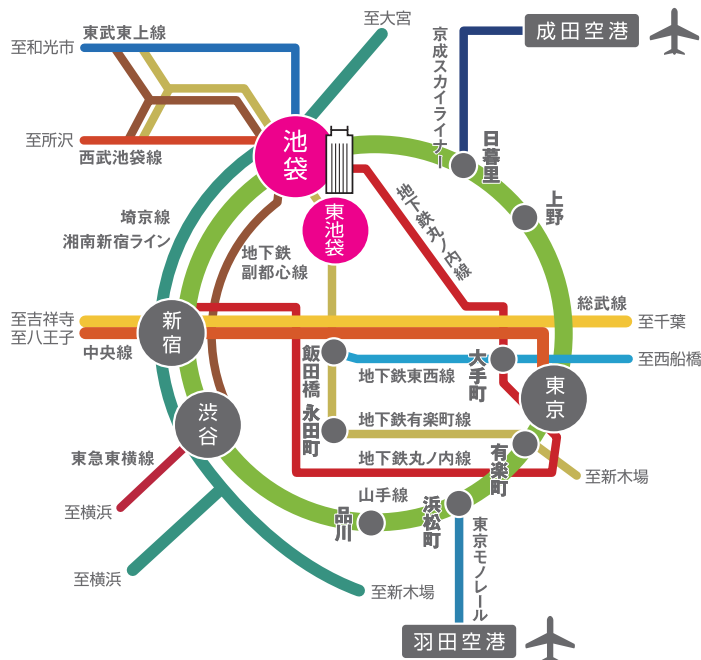 至大宮
東武東上線
至和光市
成田空港
京成スカイライナー
至所沢
西武池袋線
池袋
日暮里
東池袋
上野
埼京線
湘南新宿ライン
地下鉄
副都心線
地下鉄丸ノ内線
総武線
至吉祥寺
至八王子
中央線
新宿
至千葉
飯田橋
大手町
至西船橋
地下鉄東西線
東京
渋谷
永田町
地下鉄有楽町線
有楽町
東急東横線
地下鉄丸ノ内線
至新木場
至横浜
山手線
品川
浜松町
東京モノレール
至横浜
至新木場
羽田空港